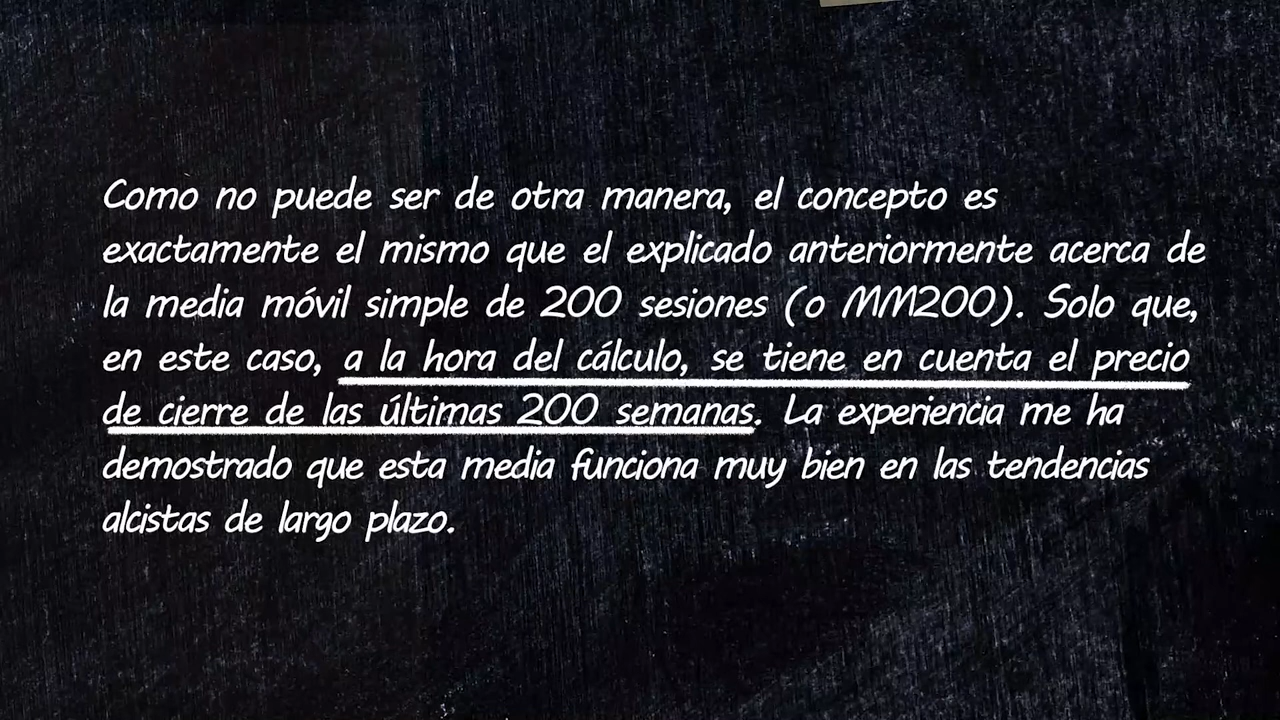 Como no puede ser de otra manera, el concepto es
exactamente el mismo que el explicado anteriormente acerca de
la media móvil simple de 200 sesiones (o MM200). Solo que,
en este caso, a la hora del cálculo, se tiene en cuenta el precio
de cierre de las últimas 200 semanas. La experiencia me ha
demostrado que esta media funciona muy bien en las tendencias
alcistas de largo plazo.